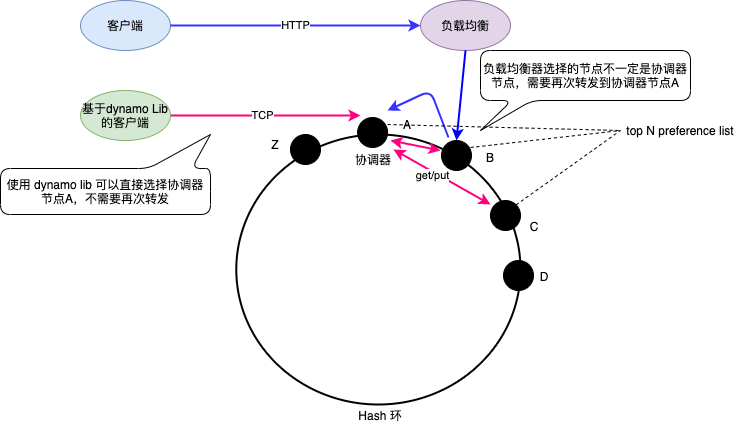 客户端
HTTP
负载均衡
负载均衡器选择的节点不一定是协调器
节点，需要再次转发到协调器节点A
基于dynamo Lib
的客户端
TCP
A
top N preference list
Z
协调器
B
get/put
使用 dynamo lib 可以直接选择协调器
节点A，不需要再次转发
C
D
Hash 环